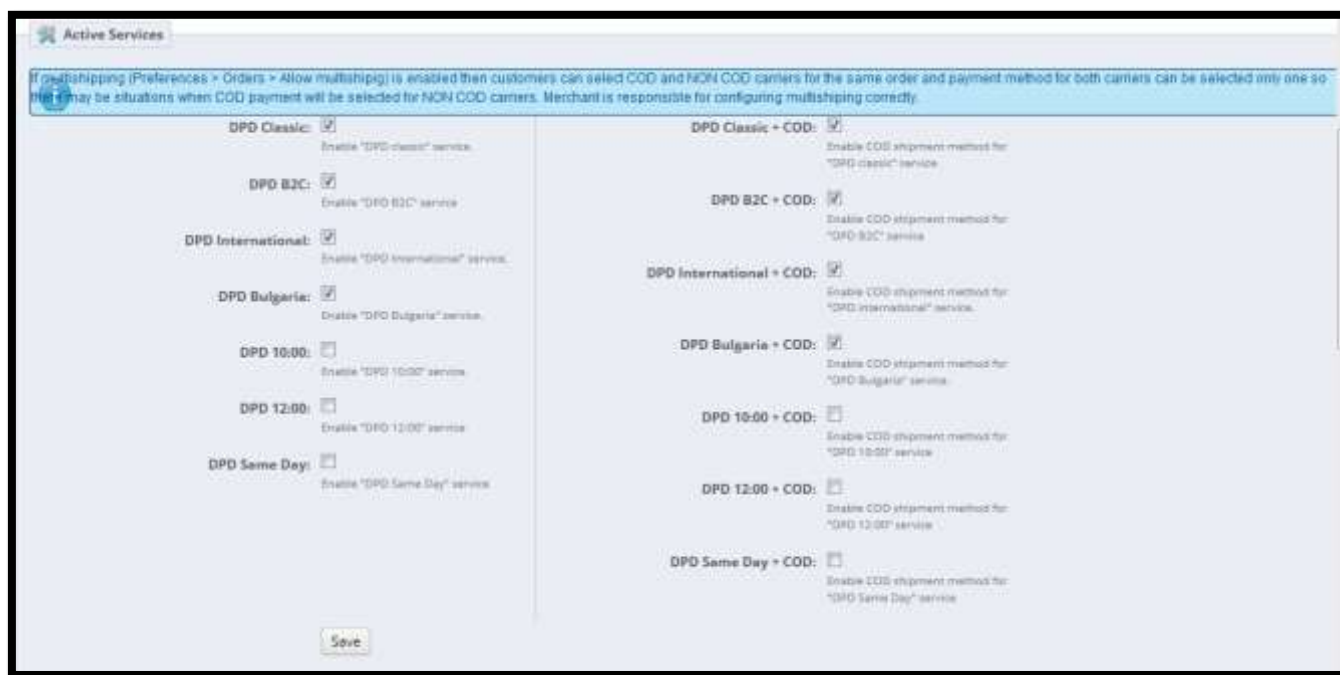 Active Services
If multishipping (Preferences > Orders > Allow multishipig) is enabled then customers can select COD and NON COD carriers for the same order and payment method for both carriers can be selected only one so
there may be situations when COD payment will be selected for NON COD carriers. Merchant is responsible for configuring multishiping correctly.
DPD Classic:
Enable "DPD classic" service.
DPD B2C:
Enable "DPD B2C" service
DPD International:
Enable "DPD International" service.
DPD Bulgaria:
Enable "DPD Bulgaria" service.
DPD 10:00:
Enable "DPD 10:00" service
DPD 12:00:
Enable "DPD 12:00" service
DPD Same Day:
Enable "DPD Same Day" service
Save
DPD Classic + COD:
Enable COD shipment method for
"DPD classic" service
DPD B2C + COD:
Enable COD shipment method for
"DPD B2C" service
DPD International + COD:
Enable COD shipment method for
"DPD international" service.
DPD Bulgaria + COD:
Enable COD shipment method for
"DPD Bulgaria" service.
DPD 10:00 + COD:
Enable COD shipment method for
"DPD 10:00" service
DPD 12:00 + COD:
Enable COD shipment method for
"DPD 12:00" service
DPD Same Day + COD:
Enable COD shipment method for
"DPD Same Day" service